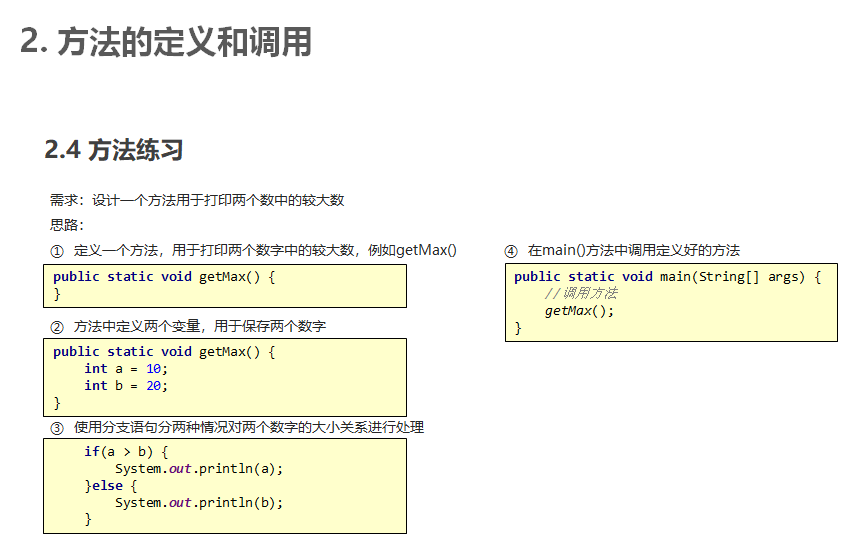 2. 方法的定义和调用
2.4 方法练习
需求：设计一个方法用于打印两个数中的较大数
思路：
① 定义一个方法，用于打印两个数字中的较大数，例如getMax()
public static void getMax() {
}
② 方法中定义两个变量，用于保存两个数字
public static void getMax() {
    int a = 10;
    int b = 20;
}
③ 使用分支语句分两种情况对两个数字的大小关系进行处理
    if(a > b) {
        System.out.println(a);
    }else {
        System.out.println(b);
    }
④ 在main()方法中调用定义好的方法
public static void main(String[] args) {
    //调用方法
    getMax();
}